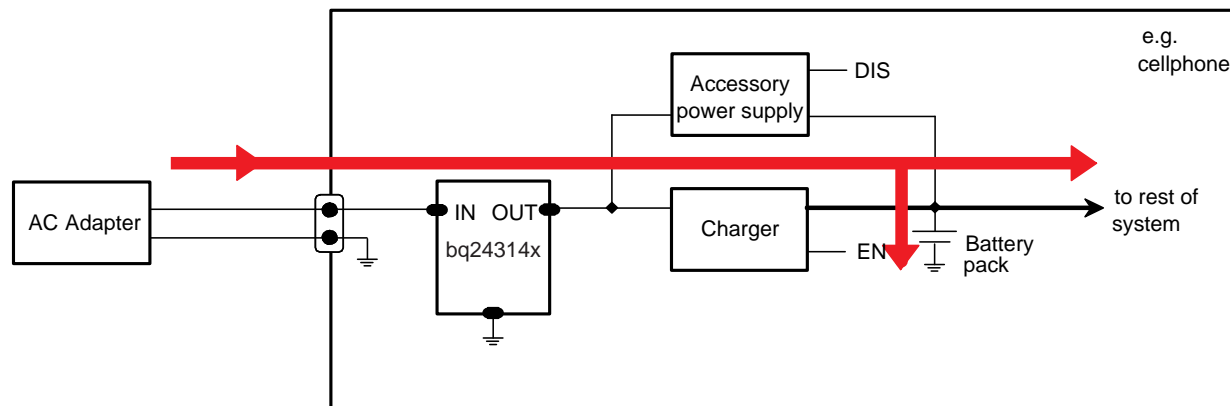 e.g.
cellphone
Accessory
power supply
DIS
AC Adapter
IN OUT
bq24314x
Charger
EN
to rest of
system
Battery
pack